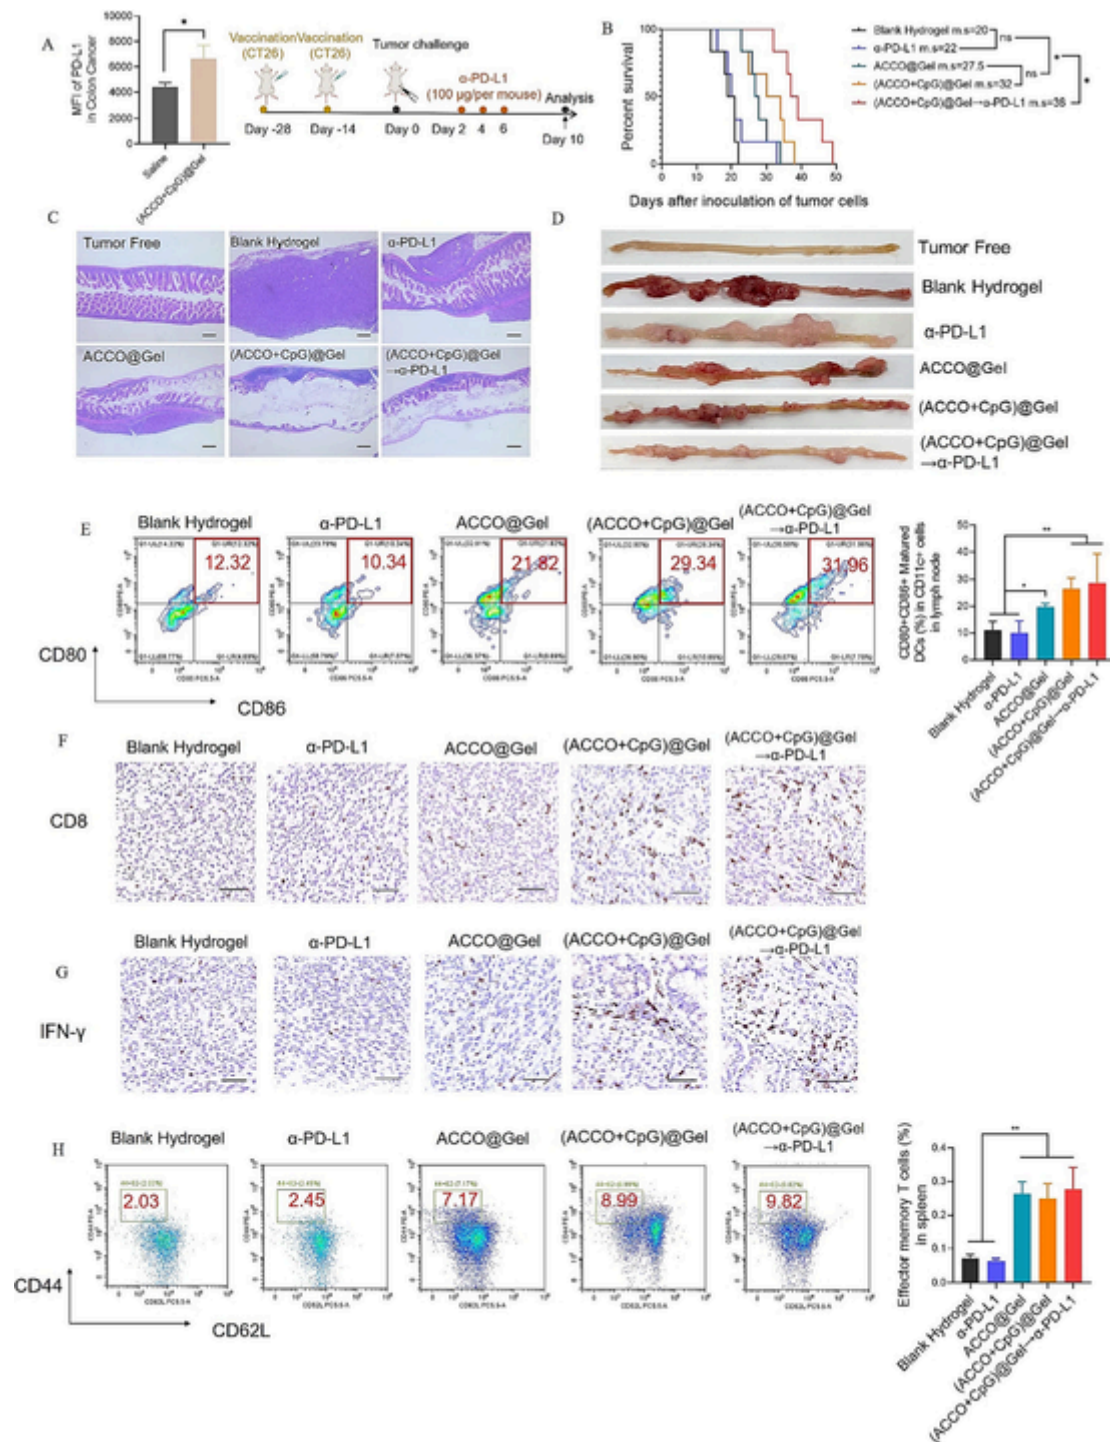 A
MFI of PD-L1
in Colon Cancer
10000
8000
6000
4000
2000
0
*
Saline
(ACCO+CpG)@Gel
Vaccination
(CT26)
Vaccination
(CT26)
Tumor challenge
α-PD-L1
(100 μg/per mouse)
Analysis
Day -28
Day -14
Day 0
Day 2
4
6
Day 10
B
Percent survival
100
50
0
0 10 20 30 40 50
Days after inoculation of tumor cells
Blank Hydrogel m.s=20
α-PD-L1 m.s=22
ACCO@Gel m.s=27.5
(ACCO+CpG)@Gel m.s=32
(ACCO+CpG)@Gel→α-PD-L1 m.s=36
ns
ns
*
*
C
Tumor Free
Blank Hydrogel
α-PD-L1
ACCO@Gel
(ACCO+CpG)@Gel
(ACCO+CpG)@Gel
→α-PD-L1
D
Tumor Free
Blank Hydrogel
α-PD-L1
ACCO@Gel
(ACCO+CpG)@Gel
(ACCO+CpG)@Gel
→α-PD-L1
E
Blank Hydrogel
α-PD-L1
ACCO@Gel
(ACCO+CpG)@Gel
(ACCO+CpG)@Gel
→α-PD-L1
12.32
10.34
21.82
29.34
31.96
CD80
CD86
CD80+CD86+ Matured
DCs (%) in CD11c+ cells
in lymph node
50
40
30
20
10
0
*
**
Blank Hydrogel
α-PD-L1
ACCO@Gel
(ACCO+CpG)@Gel
(ACCO+CpG)@Gel→α-PD-L1
F
Blank Hydrogel
α-PD-L1
ACCO@Gel
(ACCO+CpG)@Gel
(ACCO+CpG)@Gel
→α-PD-L1
CD8
G
Blank Hydrogel
α-PD-L1
ACCO@Gel
(ACCO+CpG)@Gel
(ACCO+CpG)@Gel
→α-PD-L1
IFN-γ
H
Blank Hydrogel
α-PD-L1
ACCO@Gel
(ACCO+CpG)@Gel
(ACCO+CpG)@Gel
→α-PD-L1
2.03
2.45
7.17
8.99
9.82
CD44
CD62L
Effector memory T cells (%)
in spleen
0.4
0.3
0.2
0.1
0.0
**
Blank Hydrogel
α-PD-L1
ACCO@Gel
(ACCO+CpG)@Gel
(ACCO+CpG)@Gel→α-PD-L1